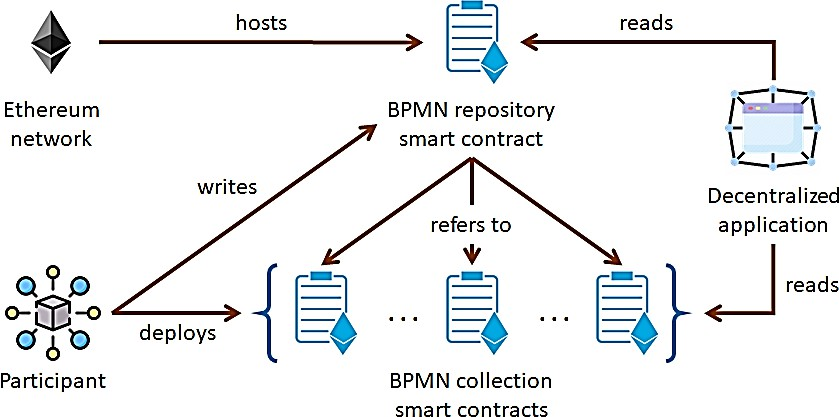 hosts
reads
Ethereum
network
BPMN repository
smart contract
writes
Decentralized
application
refers to
reads
deploys
...
...
Participant
BPMN collection
smart contracts